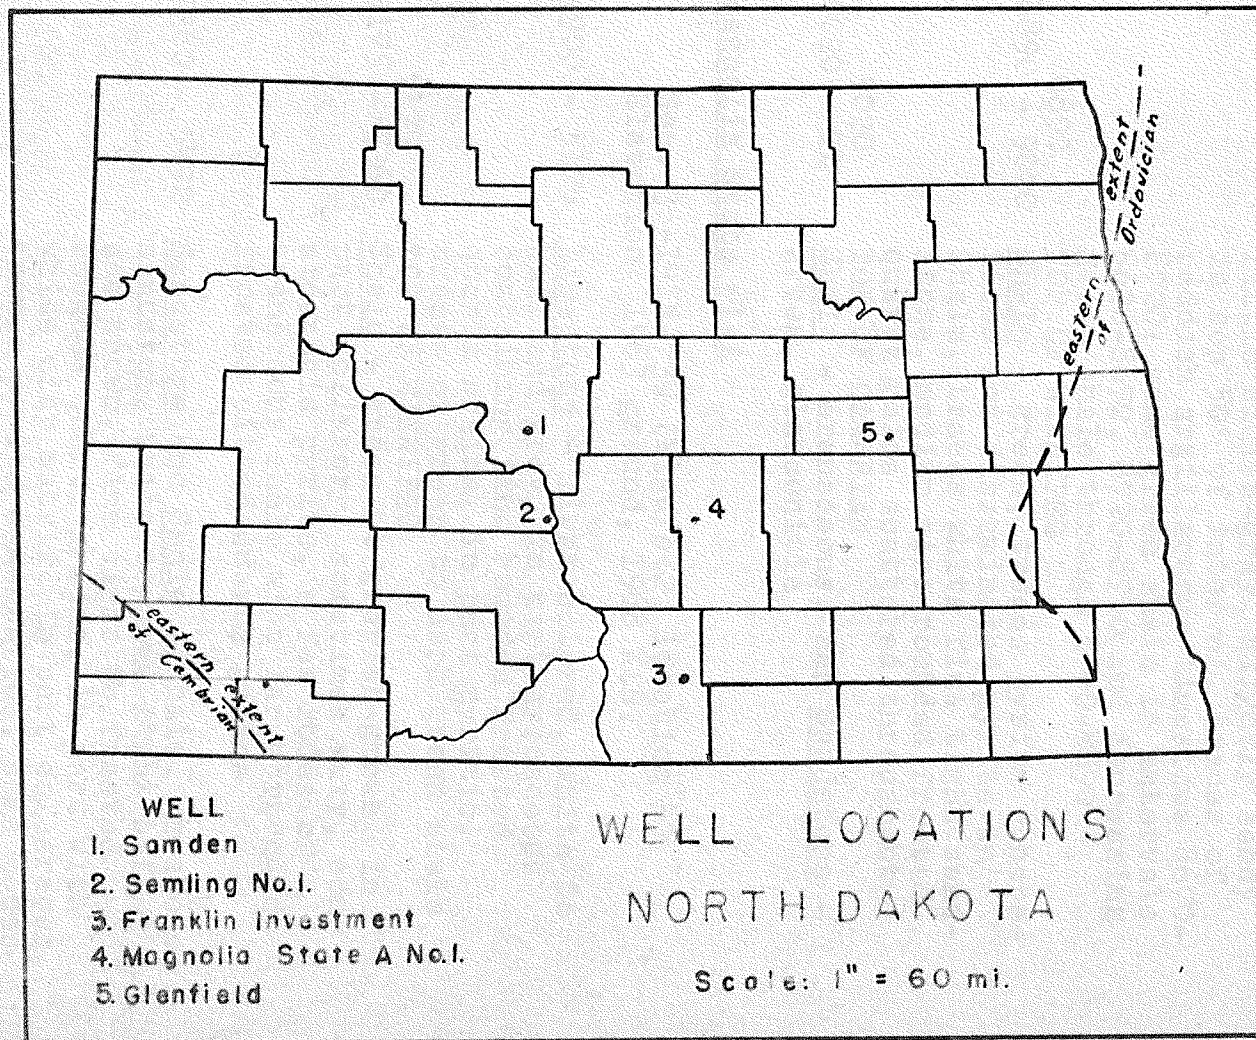 extent
Ordovician
eastern
of
1
5
2
4
3
eastern extent
of Cambrian
WELL
1. Samden
2. Semling No.1.
3. Franklin Investment
4. Magnolia State A No.1.
5. Glenfield
WELL LOCATIONS
NORTH DAKOTA
Scale: 1" = 60 mi.